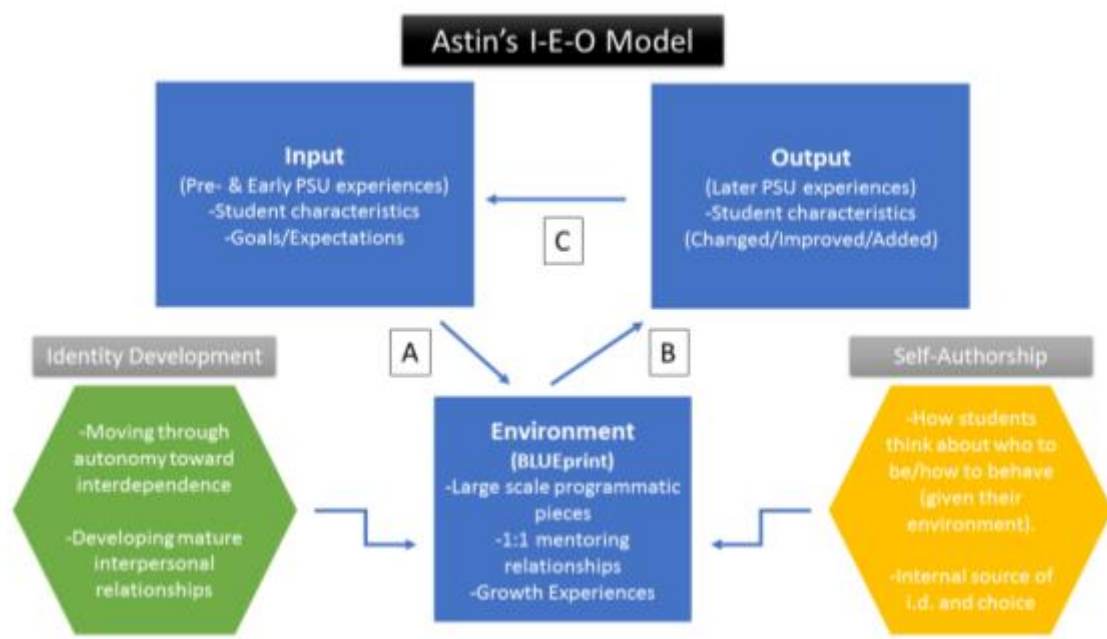 Astin's I-E-O Model
Input
(Pre- & Early PSU experiences)
-Student characteristics
-Goals/Expectations
Output
(Later PSU experiences)
-Student characteristics
(Changed/Improved/Added)
C
A
B
Identity Development
-Moving through
autonomy toward
interdependence
-Developing mature
interpersonal
relationships
Environment
(BLUEprint)
-Large scale programmatic
pieces
-1:1 mentoring
relationships
-Growth Experiences
Self-Authorship
-How students
think about who to
be/how to behave
(given their
environment).
-Internal source of
i.d. and choice